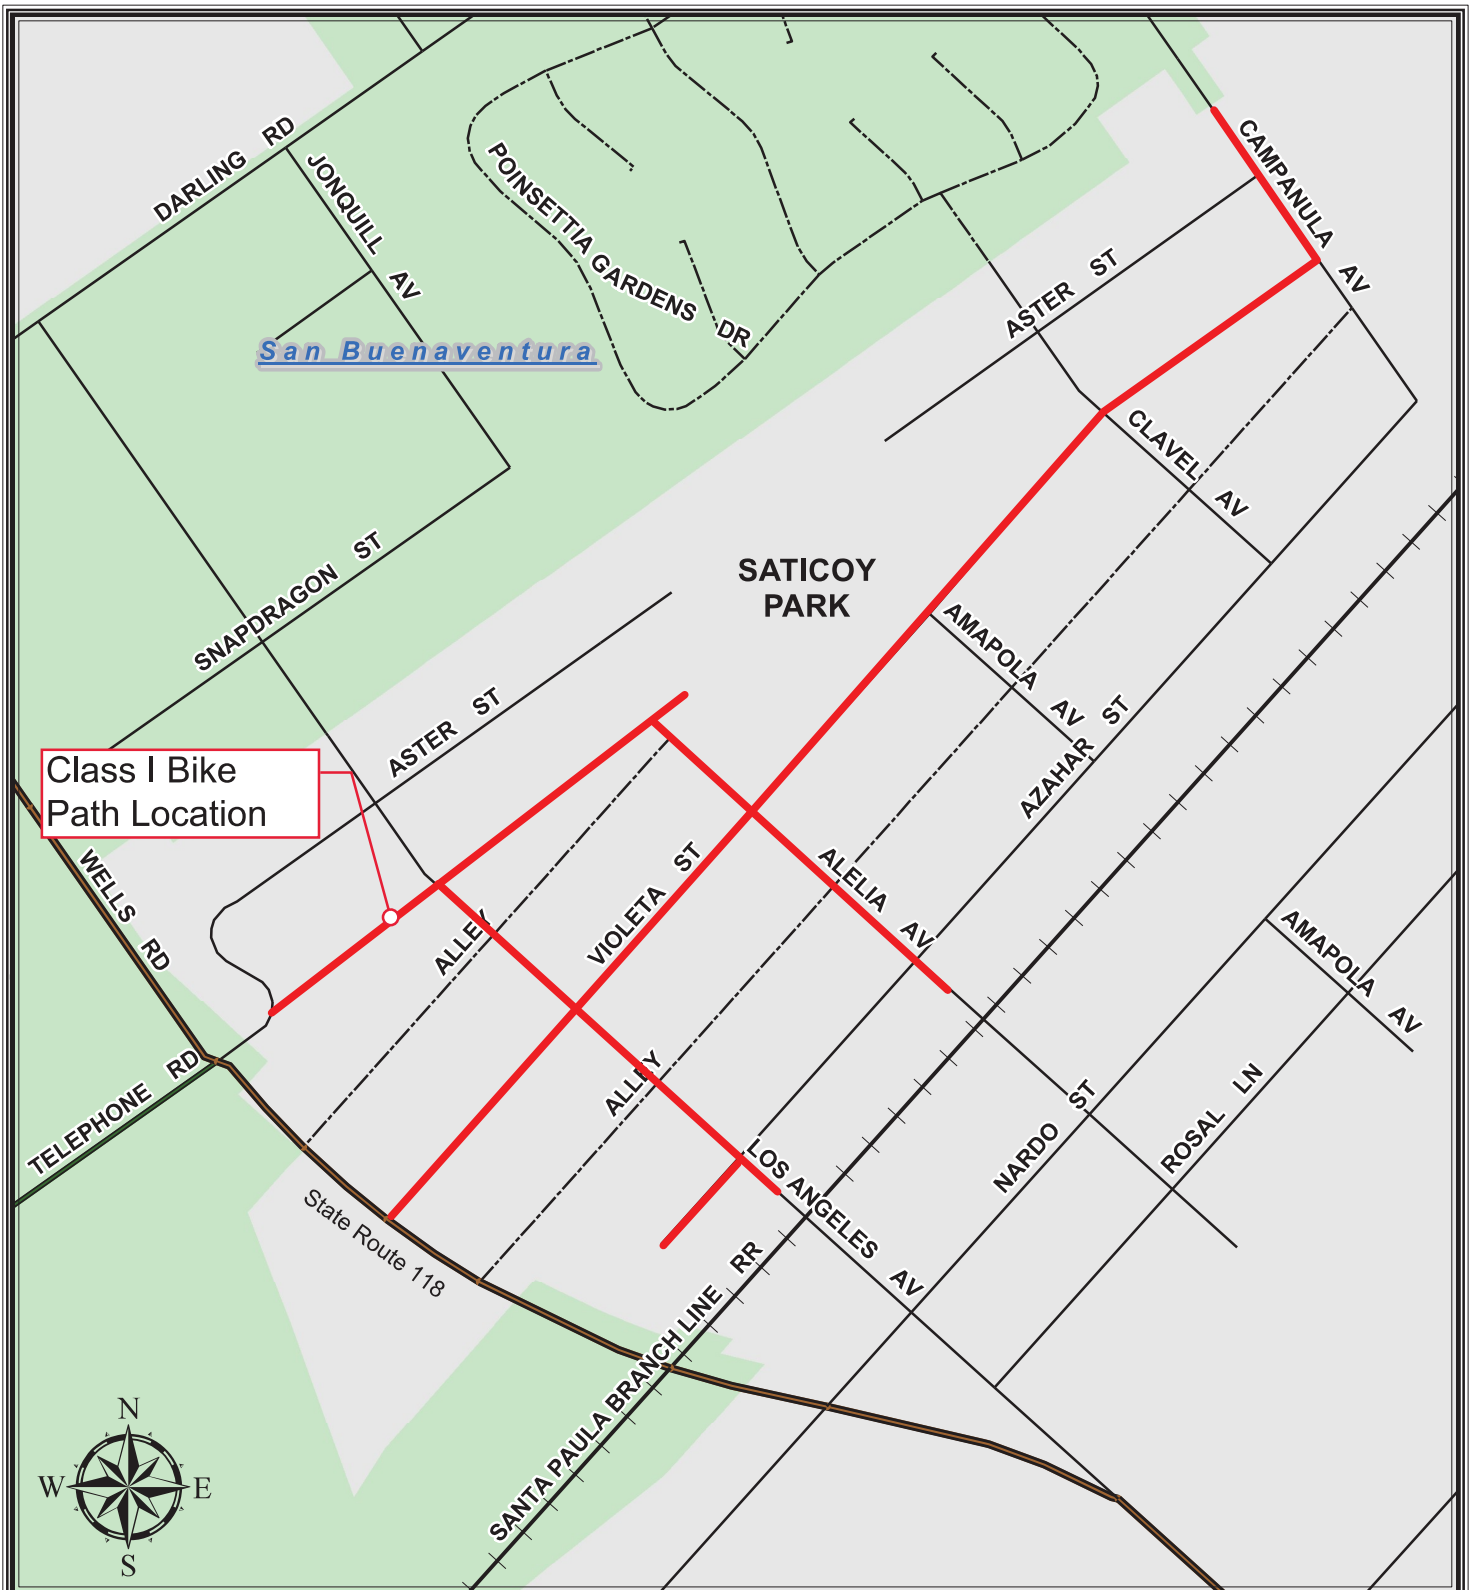 DARLING RD
JONQUILL AV
POINSETTIA GARDENS DR
CAMPANULA AV
San Buenaventura
ASTER ST
CLAVEL AV
SNAPDRAGON ST
SATICOY
PARK
AMAPOLA AV
ASTER ST
AZAHAR ST
Class I Bike
Path Location
WELLS RD
ALLEY
VIOLETA ST
ALELIA AV
AMAPOLA AV
TELEPHONE RD
ALLEY
NARDO ST
ROSAL LN
LOS ANGELES AV
State Route 118
SANTA PAULA BRANCH LINE RR
N
W E
S